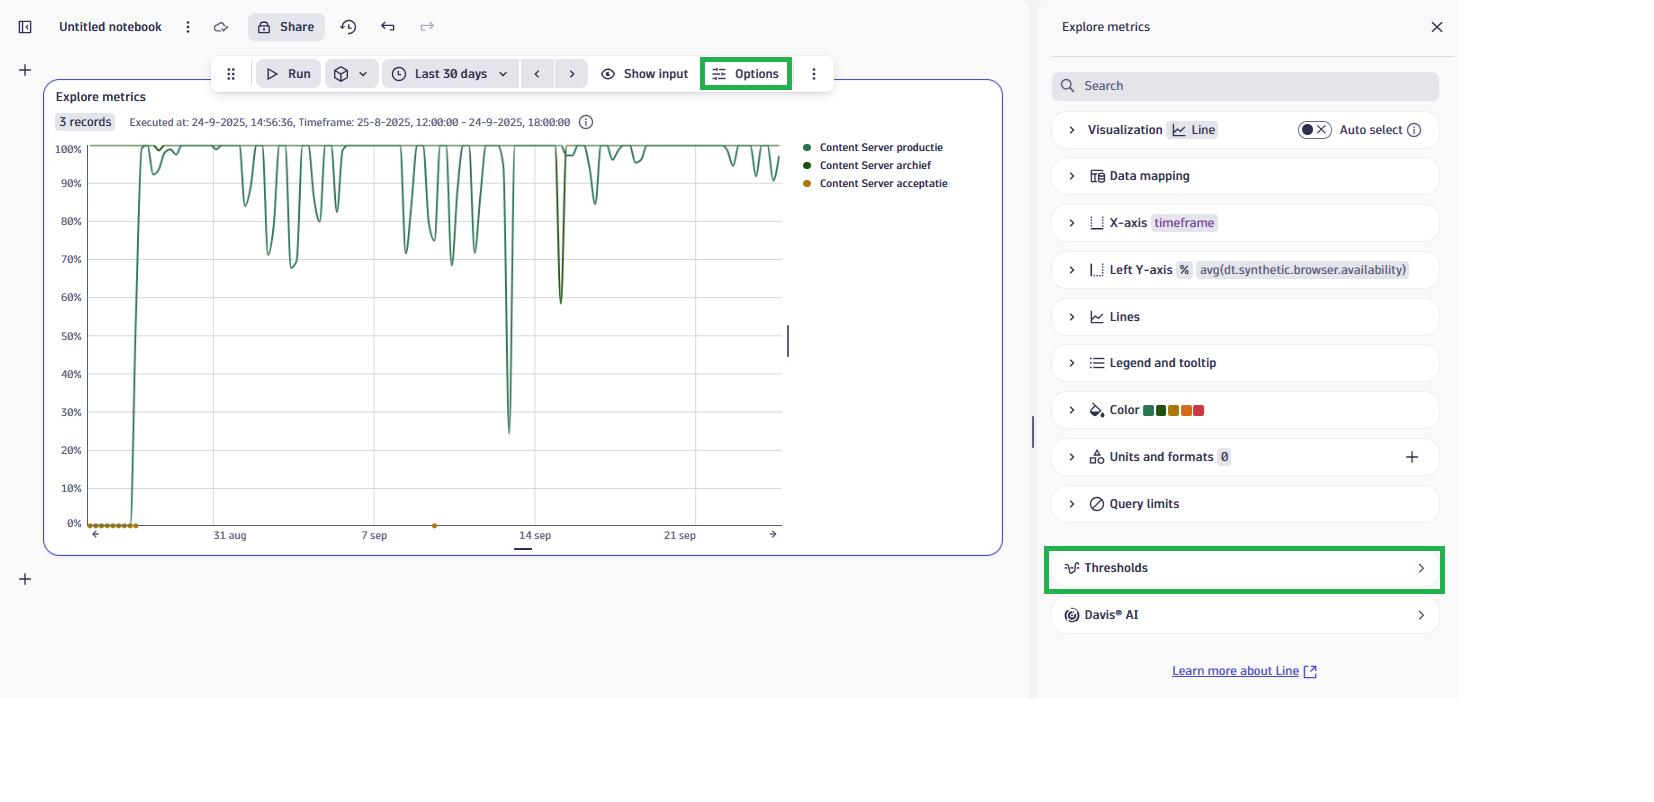 Untitled notebook
Share
Run
Last 30 days
Show input
Options
Explore metrics
3 records
Executed at: 24-9-2025, 14:56:36, Timeframe: 25-8-2025, 12:00:00 - 24-9-2025, 18:00:00
100%
90%
80%
70%
60%
50%
40%
30%
20%
10%
0%
31 aug
7 sep
14 sep
21 sep
Content Server productie
Content Server archief
Content Server acceptatie
Explore metrics
Search
Visualization Line Auto select
Data mapping
X-axis timeframe
Left Y-axis % avg(dt.synthetic.browser.availability)
Lines
Legend and tooltip
Color
Units and formats 0
Query limits
Thresholds
Davis® AI
Learn more about Line